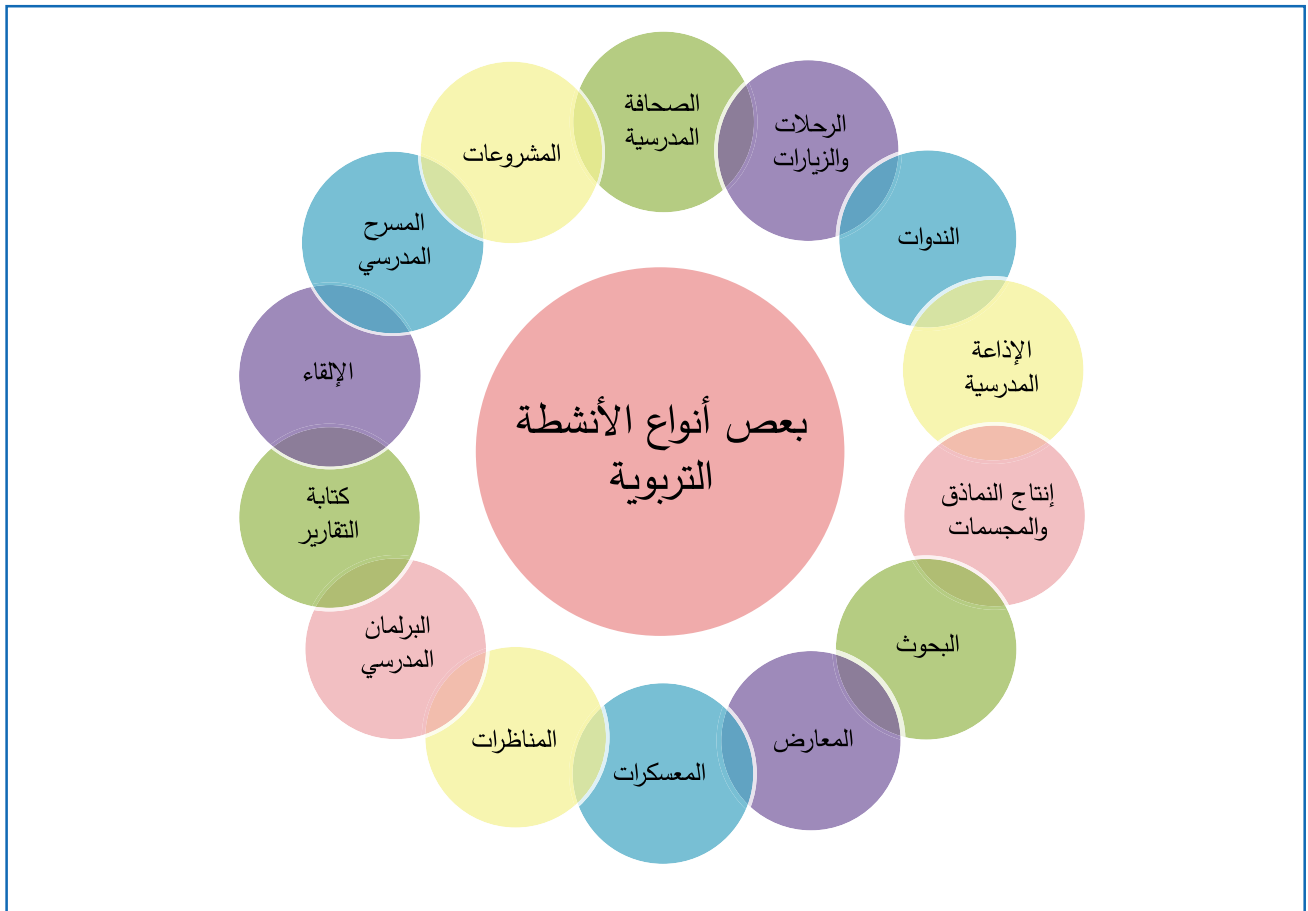 بعص أنواع الأنشطة
التربوية
الصحافة
المدرسية
الرحلات
والزيارات
الندوات
الإذاعة
المدرسية
إنتاج النماذق
والمجسمات
البحوث
المعارض
المعسكرات
المناظرات
البرلمان
المدرسي
كتابة
التقارير
الإلقاء
المسرح
المدرسي
المشروعات